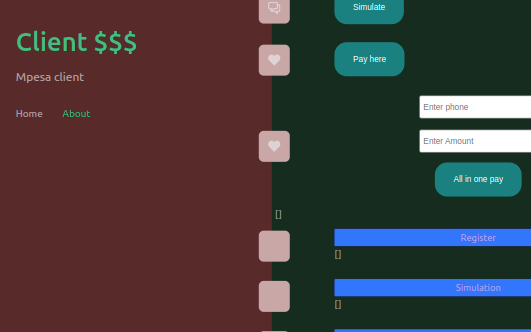 Simulate
Client $$$
Pay here
Mpesa client
Home About
Enter phone
Enter Amount
All in one pay
[]
Register
[]
Simulation
[]